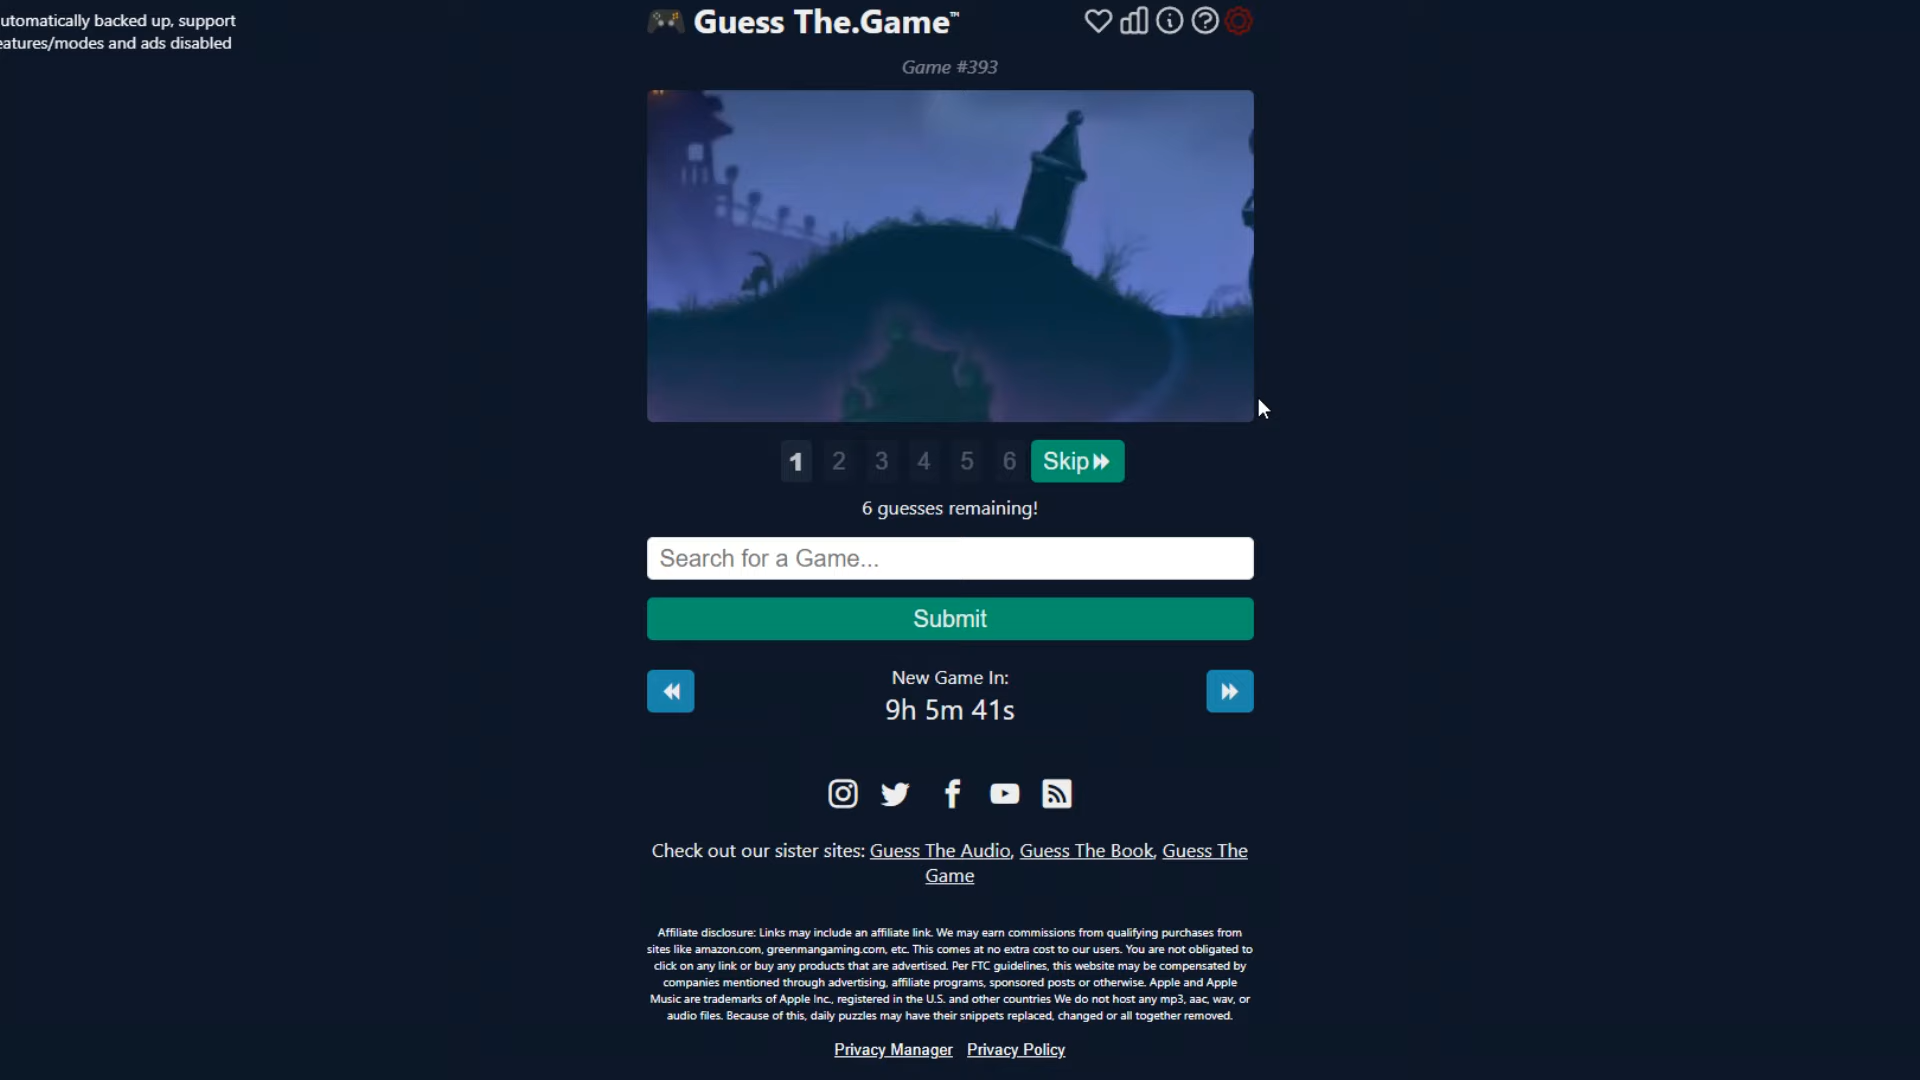 utomatically backed up, support
eatures/modes and ads disabled
Guess The.Game™
Game #393
1 2 3 4 5 6 Skip
6 guesses remaining!
Search for a Game...
Submit
New Game In:
9h 5m 41s
Check out our sister sites: Guess The Audio, Guess The Book, Guess The
Game
Affiliate disclosure: Links may include an affiliate link. We may earn commissions from qualifying purchases from
sites like amazon.com, greenmangaming.com, etc. This comes at no extra cost to our users. You are not obligated to
click on any link or buy any products that are advertised. Per FTC guidelines, this website may be compensated by
companies mentioned through advertising, affiliate programs, sponsored posts or otherwise. Apple and Apple
Music are trademarks of Apple Inc., registered in the U.S. and other countries We do not host any mp3, aac, wav, or
audio files. Because of this, daily puzzles may have their snippets replaced, changed or all together removed.
Privacy Manager Privacy Policy